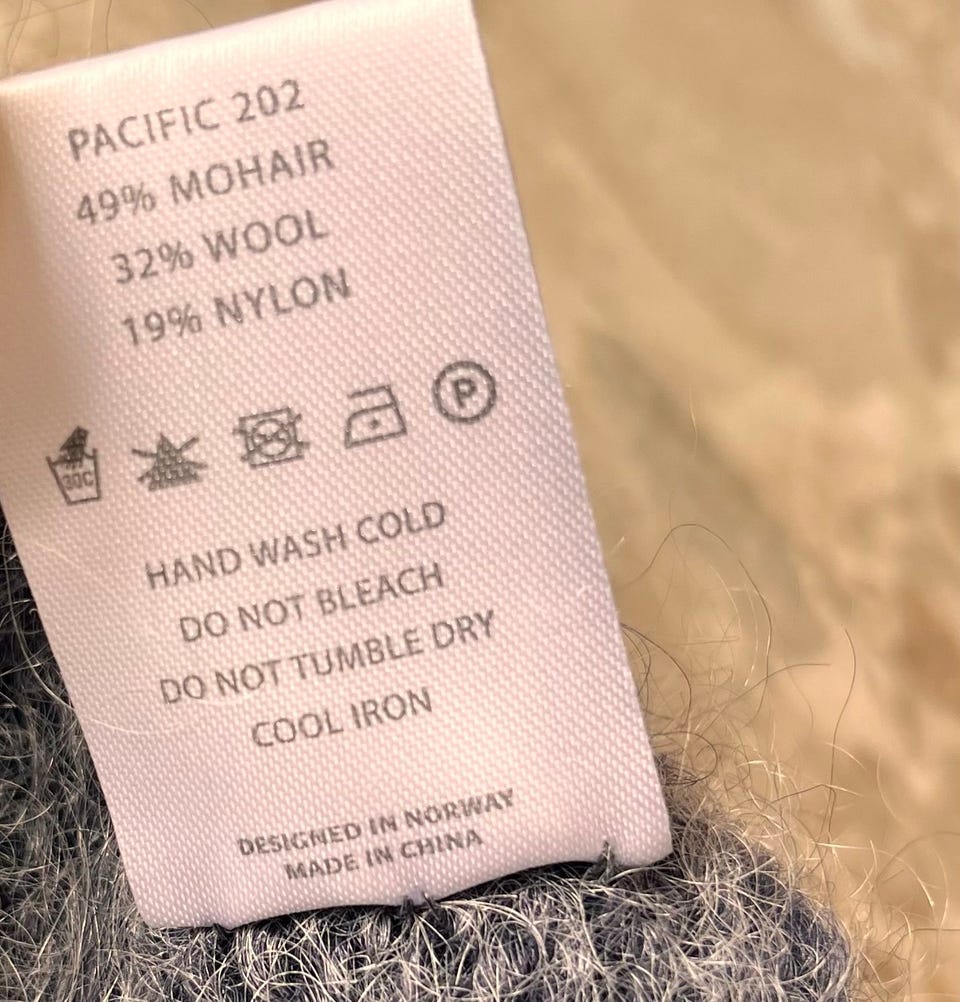 PACIFIC 202
49% MOHAIR
32% WOOL
19% NYLON
30C P
HAND WASH COLD
DO NOT BLEACH
DO NOT TUMBLE DRY
COOL IRON
DESIGNED IN NORWAY
MADE IN CHINA